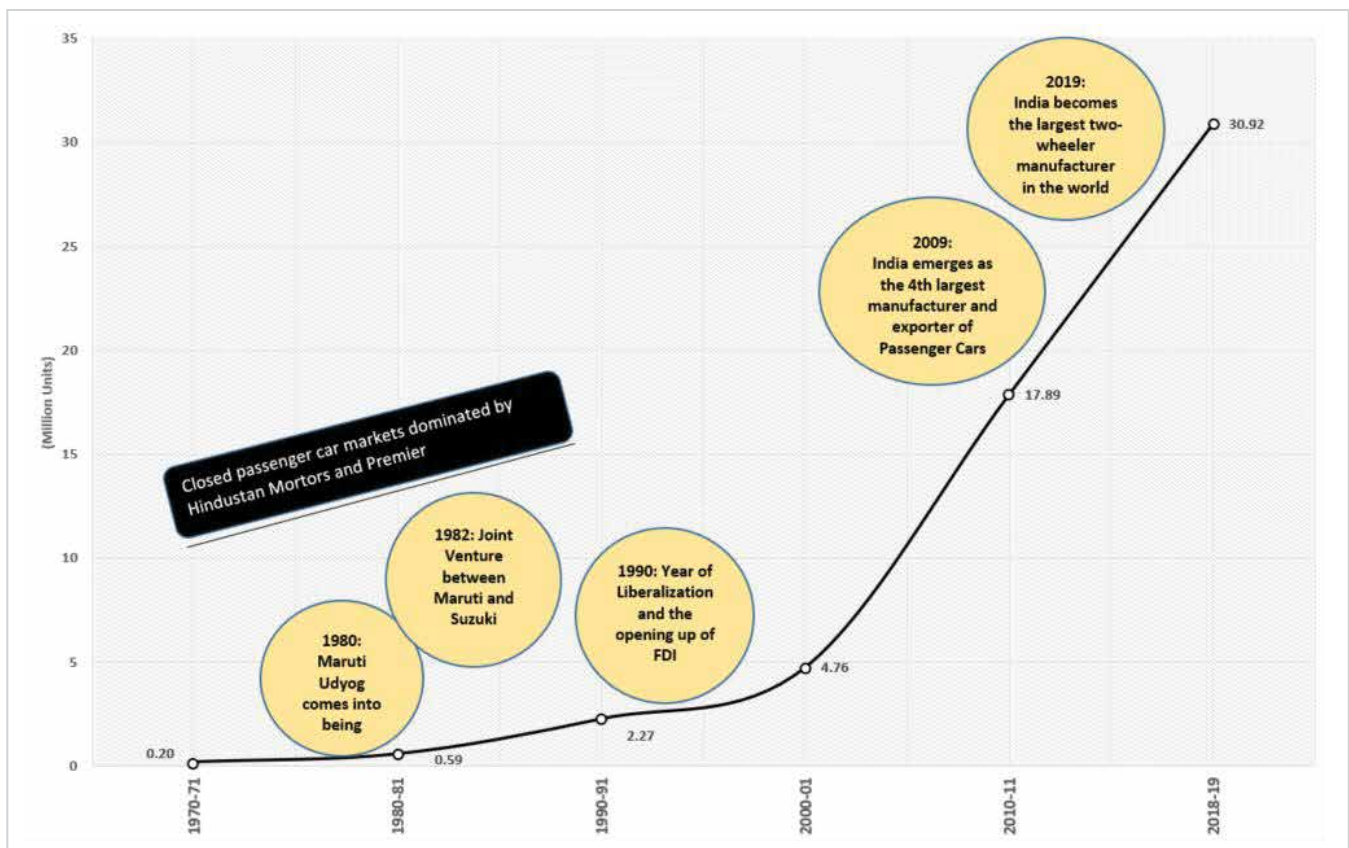 35
30
25
20
15
10
5
0
(Million Units)
2019:
India becomes
the largest two-
wheeler
manufacturer
in the world
30.92
2009:
India emerges as
the 4th largest
manufacturer and
exporter of
Passenger Cars
17.89
Closed passenger car markets dominated by
Hindustan Mortors and Premier
1982: Joint
Venture
between
Maruti and
Suzuki
1990: Year of
Liberalization
and the
opening up of
FDI
1980:
Maruti
Udyog
comes into
being
4.76
2.27
0.59
0.20
1970-71
1980-81
1990-91
2000-01
2010-11
2018-19